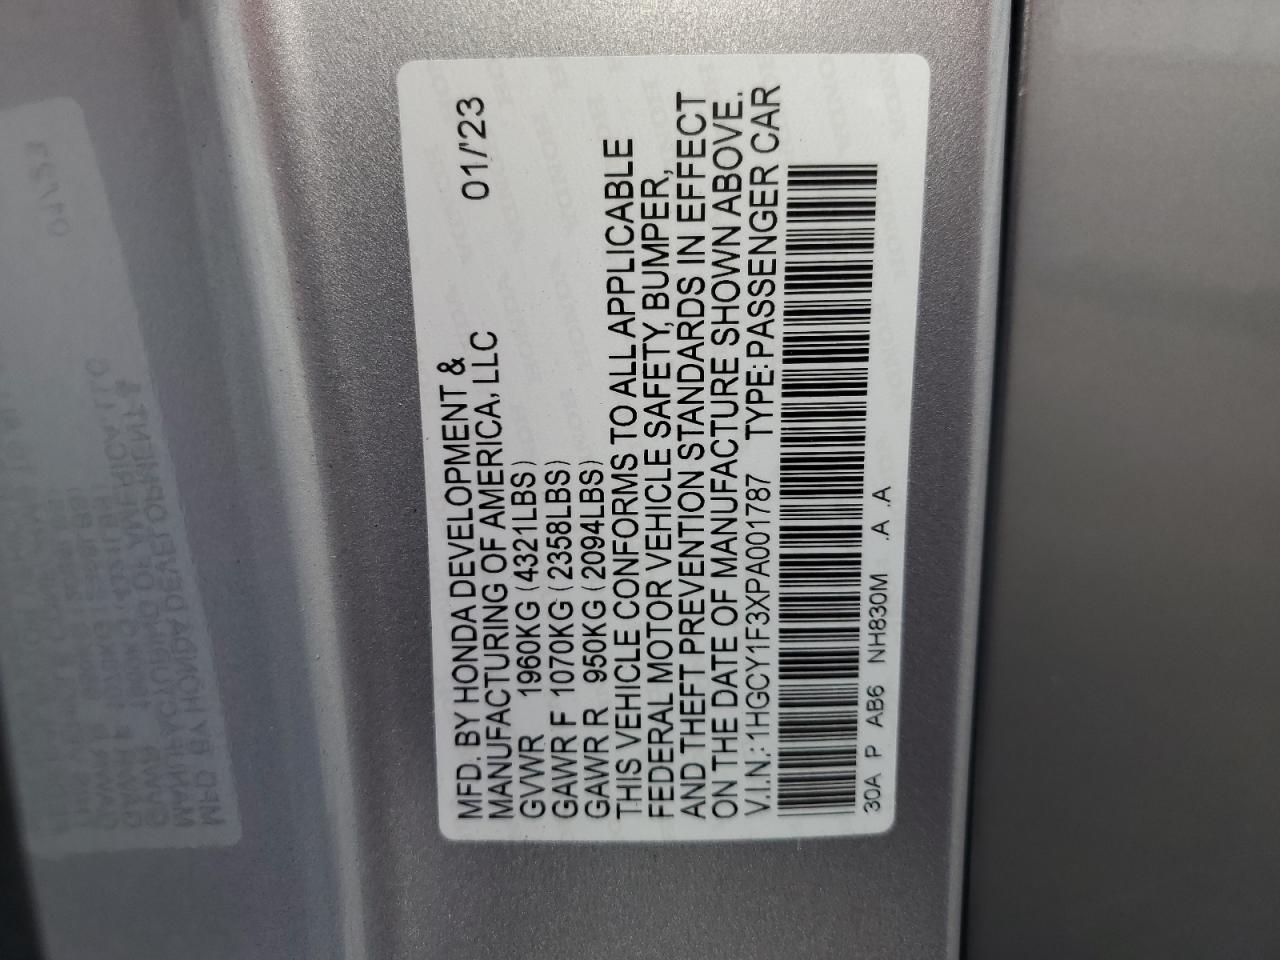 MFD. BY HONDA DEVELOPMENT &
MANUFACTURING OF AMERICA, LLC 01/'23
GVWR 1960KG (4321LBS)
GAWR F 1070KG (2358LBS)
GAWR R 950KG (2094LBS)
THIS VEHICLE CONFORMS TO ALL APPLICABLE
FEDERAL MOTOR VEHICLE SAFETY, BUMPER,
AND THEFT PREVENTION STANDARDS IN EFFECT
ON THE DATE OF MANUFACTURE SHOWN ABOVE.
V.I.N.: 1HGCY1F3XPA001787 TYPE: PASSENGER CAR
30A P AB6 NH830M .A .A